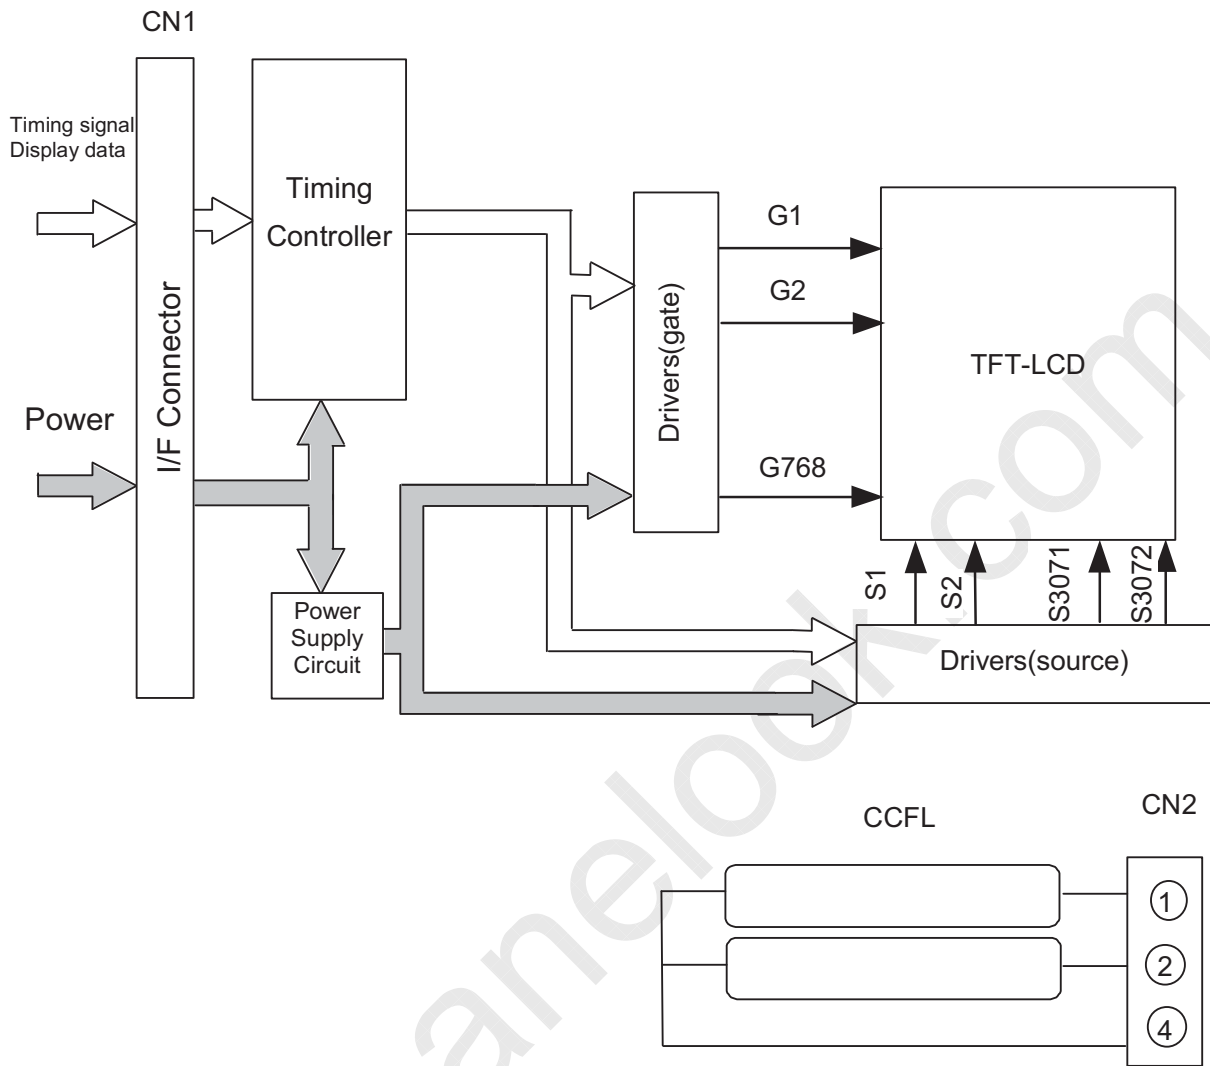 CN1
Timing signal
Display data
Power
I/F Connector
Timing
Controller
Power
Supply
Circuit
Drivers(gate)
G1
G2
G768
TFT-LCD
S1
S2
S3071
S3072
Drivers(source)
CCFL
CN2
1
2
4
anelook.com